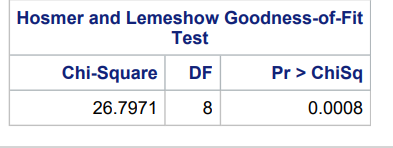 Hosmer and Lemeshow Goodness-of-Fit
Test
Chi-Square DF Pr > ChiSq
26.7971 8 0.0008